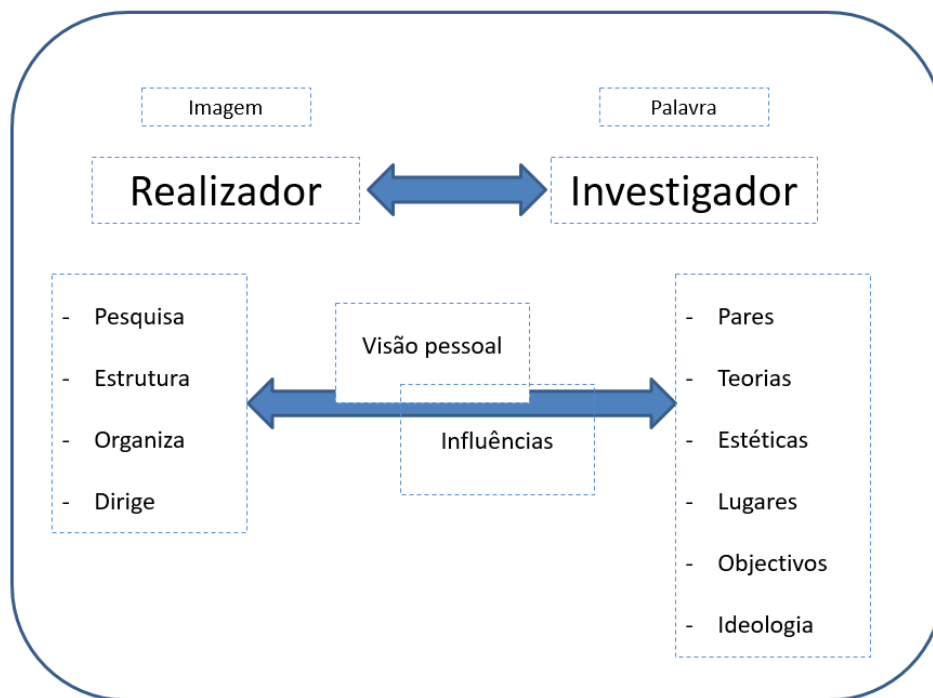 Imagem
Palavra
Realizador
Investigador
- Pesquisa
- Estrutura
- Organiza
- Dirige
Visão pessoal
Influências
- Pares
- Teorias
- Estéticas
- Lugares
- Objectivos
- Ideologia